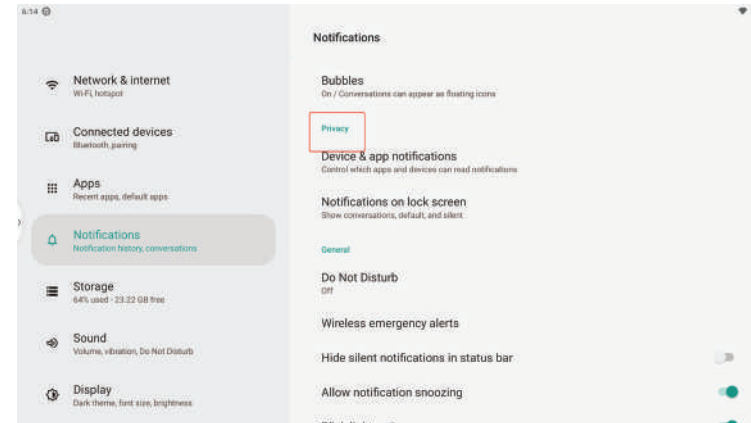 6:14
Network & internet
Wi-Fi, hotspot
Connected devices
Bluetooth, pairing
Apps
Recent apps, default apps
Notifications
Notification history, conversations
Storage
64% used - 23.22 GB free
Sound
Volume, vibration, Do Not Disturb
Display
Dark theme, font size, brightness
Notifications
Bubbles
On / Conversations can appear as floating icons
Privacy
Device & app notifications
Control which apps and devices can read notifications
Notifications on lock screen
Show conversations, default, and silent
General
Do Not Disturb
Off
Wireless emergency alerts
Hide silent notifications in status bar
Allow notification snoozing